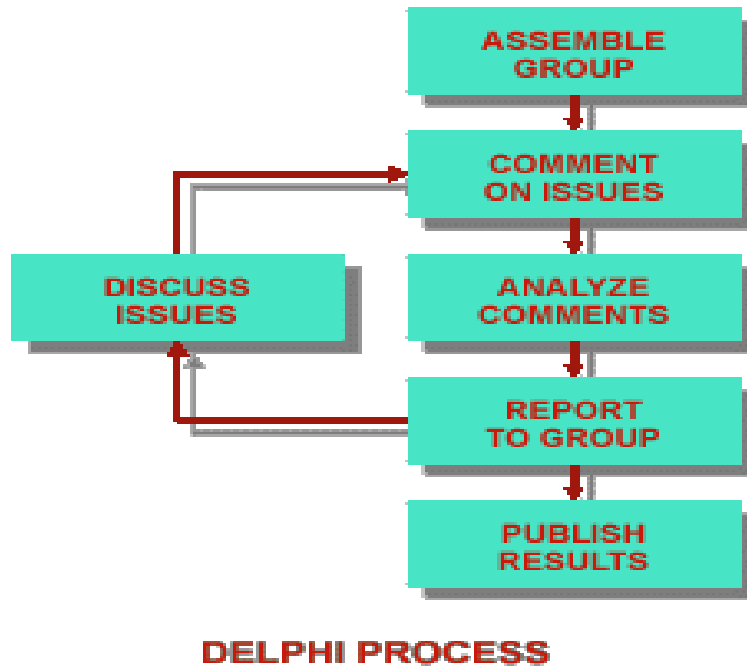 ASSEMBLE
GROUP
COMMENT
ON ISSUES
DISCUSS
ISSUES
ANALYZE
COMMENTS
REPORT
TO GROUP
PUBLISH
RESULTS
DELPHI PROCESS